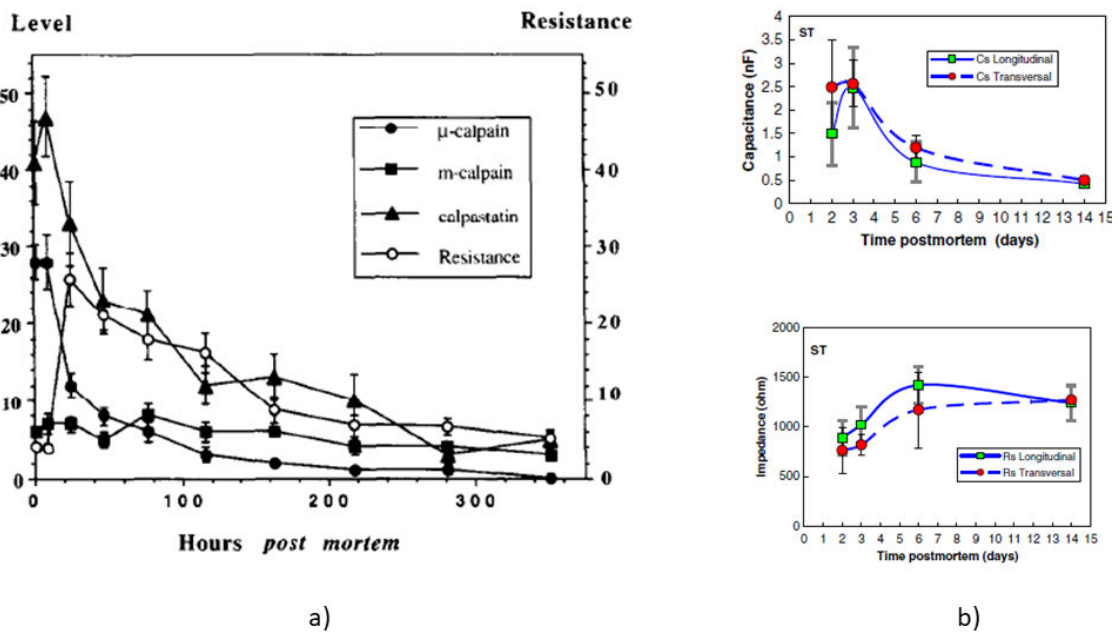 Level
Resistance
50
40
30
20
10
0
50
40
30
20
10
0
μ-calpain
m-calpain
calpastatin
Resistance
0 100 200 300
Hours post mortem
a)
ST
Cs Longitudinal
Cs Transversal
Capacitance (nF)
4
3.5
3
2.5
2
1.5
1
0.5
0
0 1 2 3 4 5 6 7 8 9 10 11 12 13 14 15
Time postmortem (days)
ST
Rs Longitudinal
Rs Transversal
Impedance (ohm)
2000
1500
1000
500
0
0 1 2 3 4 5 6 7 8 9 10 11 12 13 14 15
Time postmortem (days)
b)